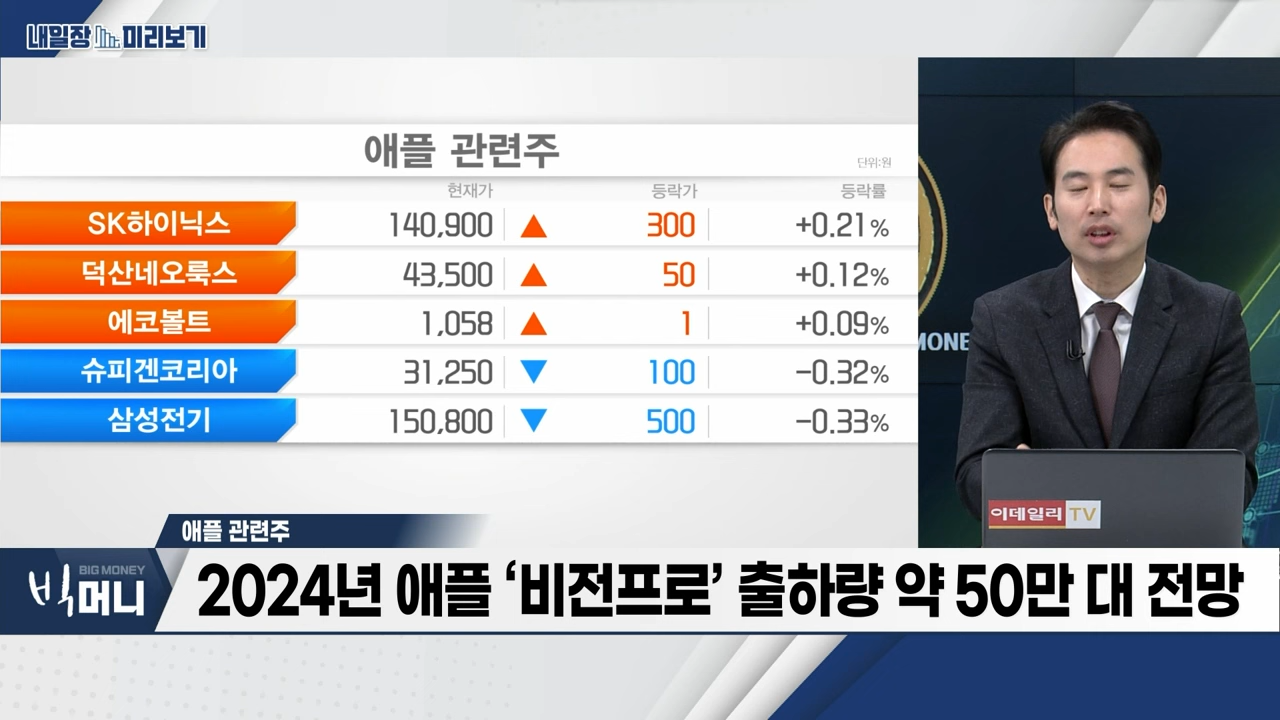 내일장 미리보기
애플 관련주
단위:원
현재가 등락가 등락률
SK하이닉스 140,900 ▲ 300 +0.21%
덕산네오룩스 43,500 ▲ 50 +0.12%
에코볼트 1,058 ▲ 1 +0.09%
슈피겐코리아 31,250 ▼ 100 -0.32%
삼성전기 150,800 ▼ 500 -0.33%
MONE
이데일리 TV
애플 관련주
BIG MONEY
빅머니
2024년 애플 ‘비전프로’ 출하량 약 50만 대 전망